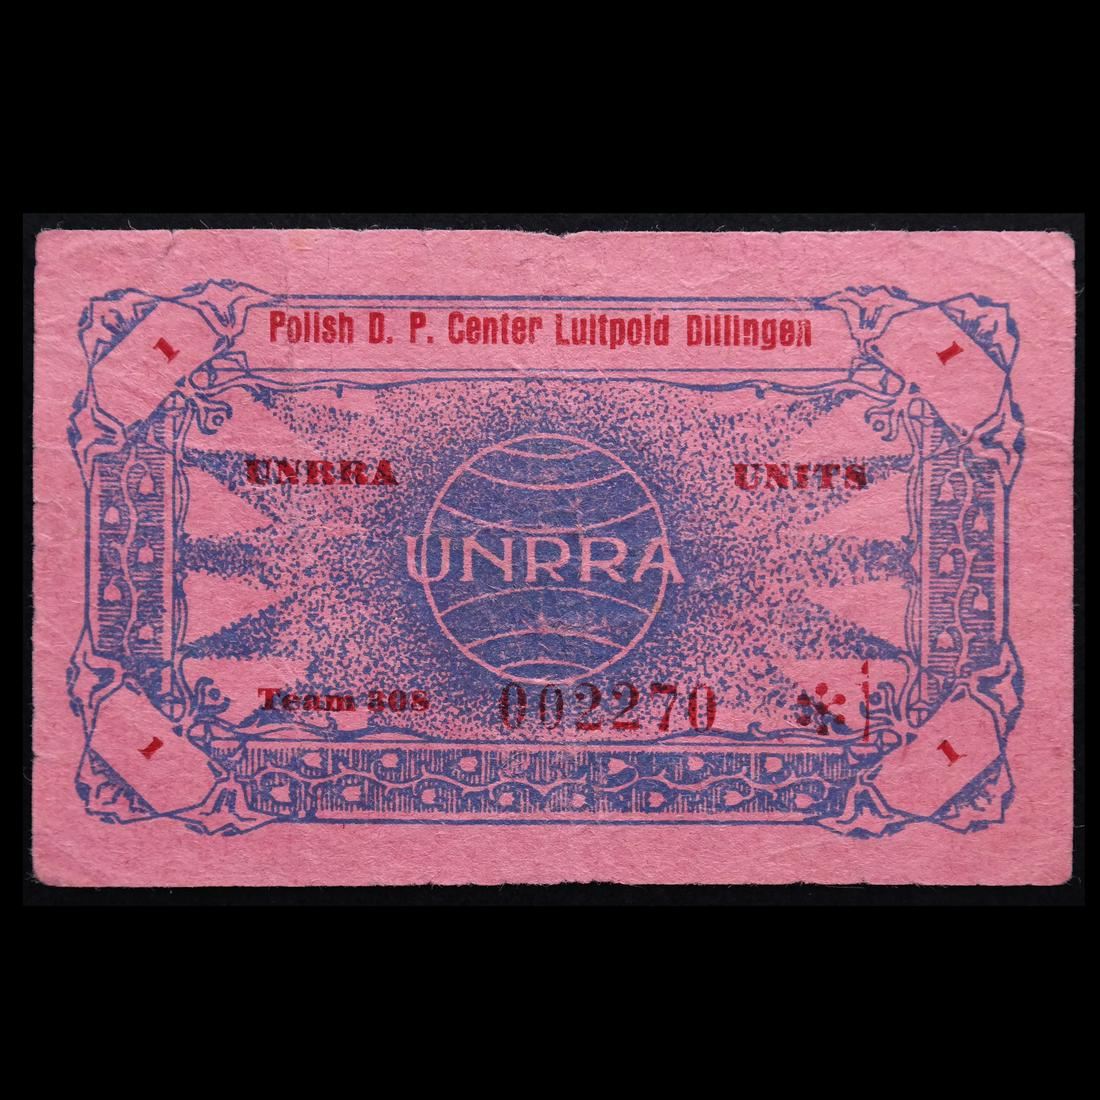 Polish D. P. Center Luitpold Dillingen
1 1
UNRRA UNITS
UNRRA
Team 308 002270
1 1